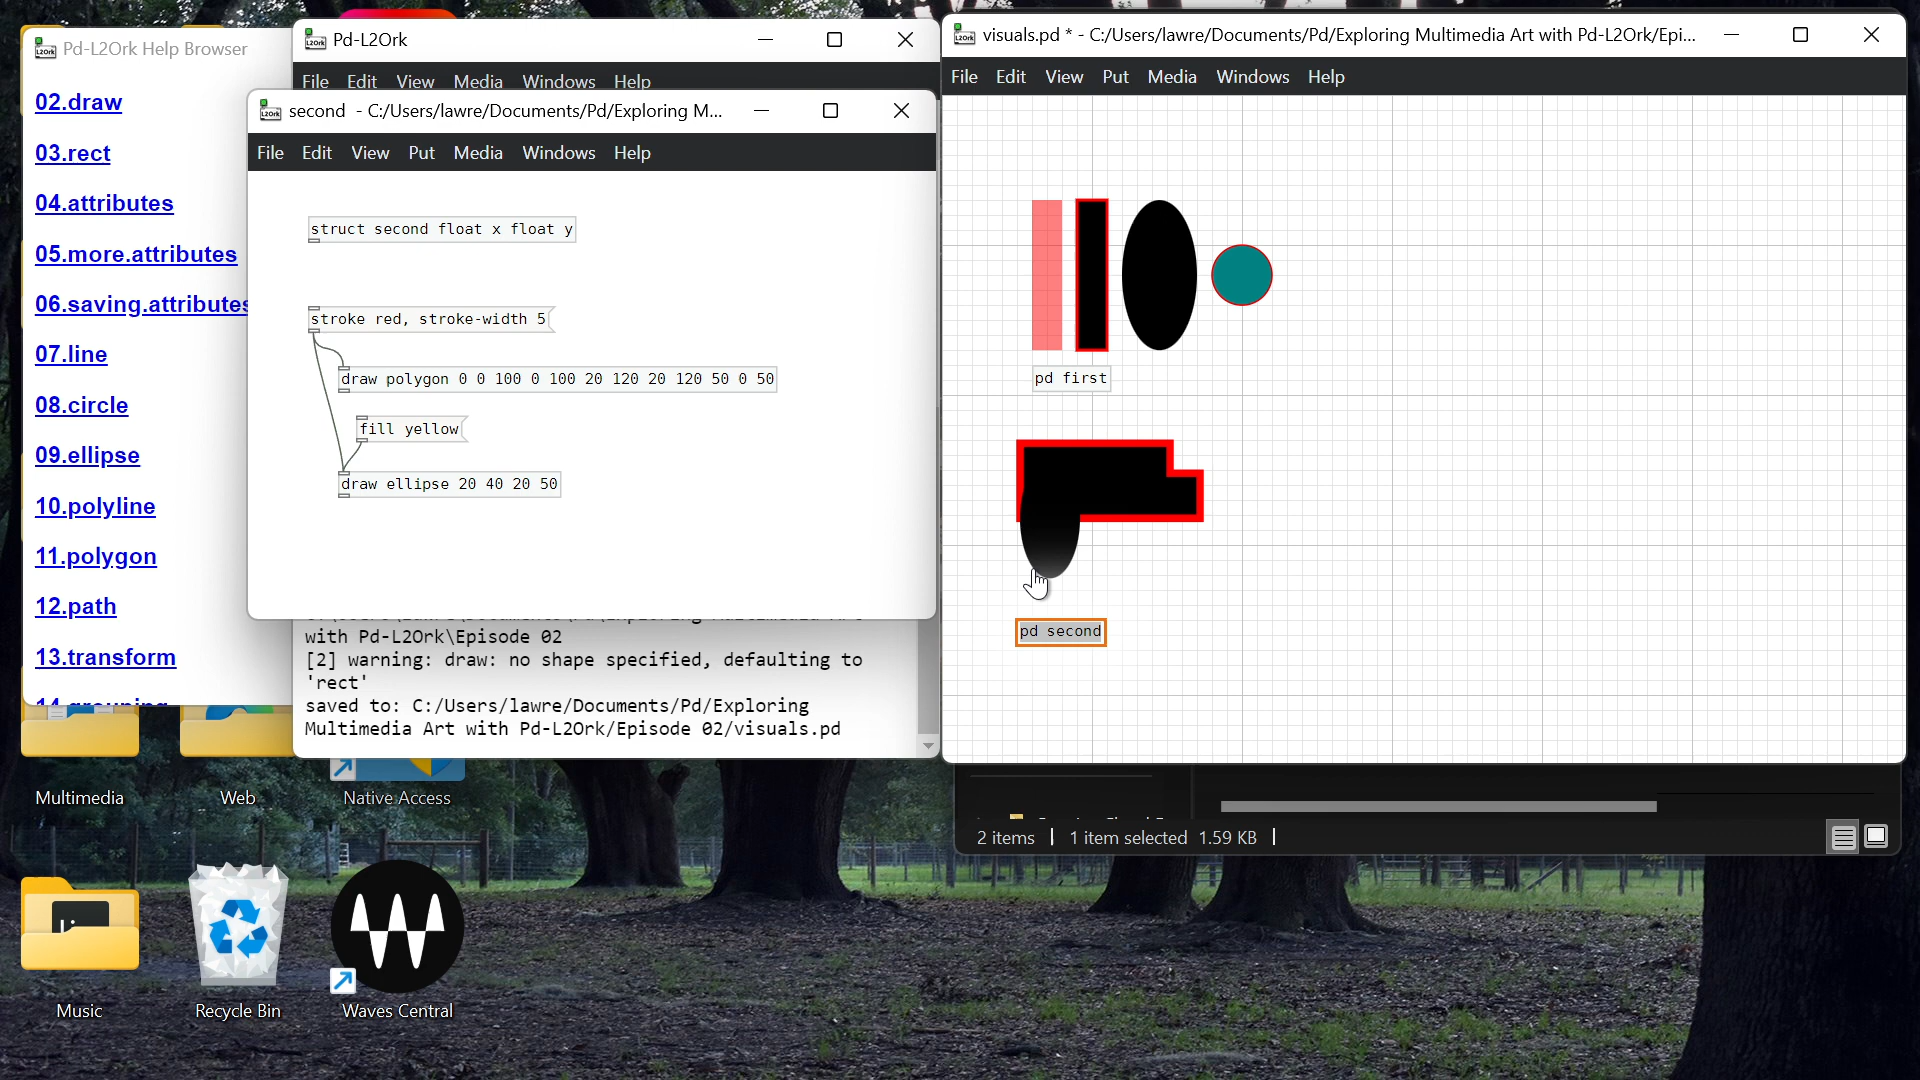 Pd-L2Ork Help Browser
02.draw
03.rect
04.attributes
05.more.attributes
06.saving.attributes
07.line
08.circle
09.ellipse
10.polyline
11.polygon
12.path
13.transform
Pd-L2Ork
File Edit View Media Windows Help
second - C:/Users/lawre/Documents/Pd/Exploring M...
File Edit View Put Media Windows Help
struct second float x float y
stroke red, stroke-width 5
draw polygon 0 0 100 0 100 20 120 20 120 50 0 50
fill yellow
draw ellipse 20 40 20 50
with Pd-L2Ork\Episode 02
[2] warning: draw: no shape specified, defaulting to
'rect'
saved to: C:/Users/lawre/Documents/Pd/Exploring
Multimedia Art with Pd-L2Ork/Episode 02/visuals.pd
visuals.pd * - C:/Users/lawre/Documents/Pd/Exploring Multimedia Art with Pd-L2Ork/Epi...
File Edit View Put Media Windows Help
pd first
pd second
2 items | 1 item selected 1.59 KB |
Multimedia
Web
Native Access
Music
Recycle Bin
Waves Central